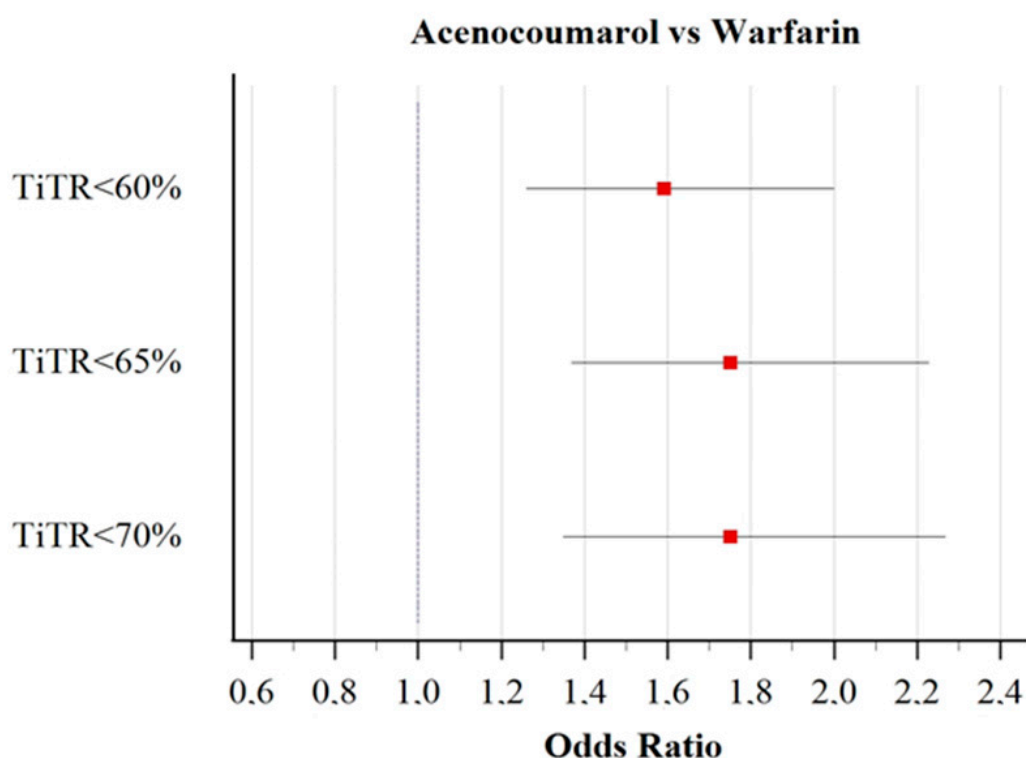 Acenocoumarol vs Warfarin
TiTR<60%
TiTR<65%
TiTR<70%
0.6 0.8 1.0 1.2 1.4 1.6 1.8 2.0 2.2 2.4
Odds Ratio